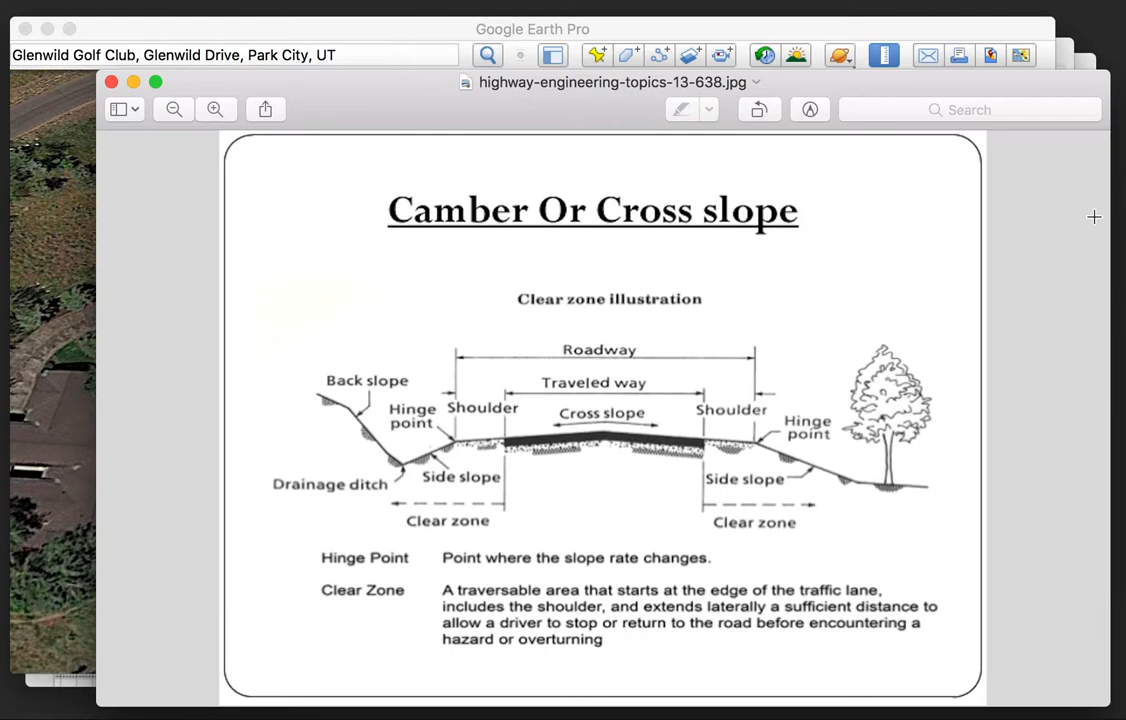 Google Earth Pro
Glenwild Golf Club, Glenwild Drive, Park City, UT
highway-engineering-topics-13-638.jpg
Search
Camber Or Cross slope
Clear zone illustration
Roadway
Back slope
Traveled way
Hinge
point
Shoulder
Cross slope
Shoulder
Hinge
point
Drainage ditch
Side slope
Side slope
Clear zone
Clear zone
Hinge Point Point where the slope rate changes.
Clear Zone A traversable area that starts at the edge of the traffic lane,
includes the shoulder, and extends laterally a sufficient distance to
allow a driver to stop or return to the road before encountering a
hazard or overturning